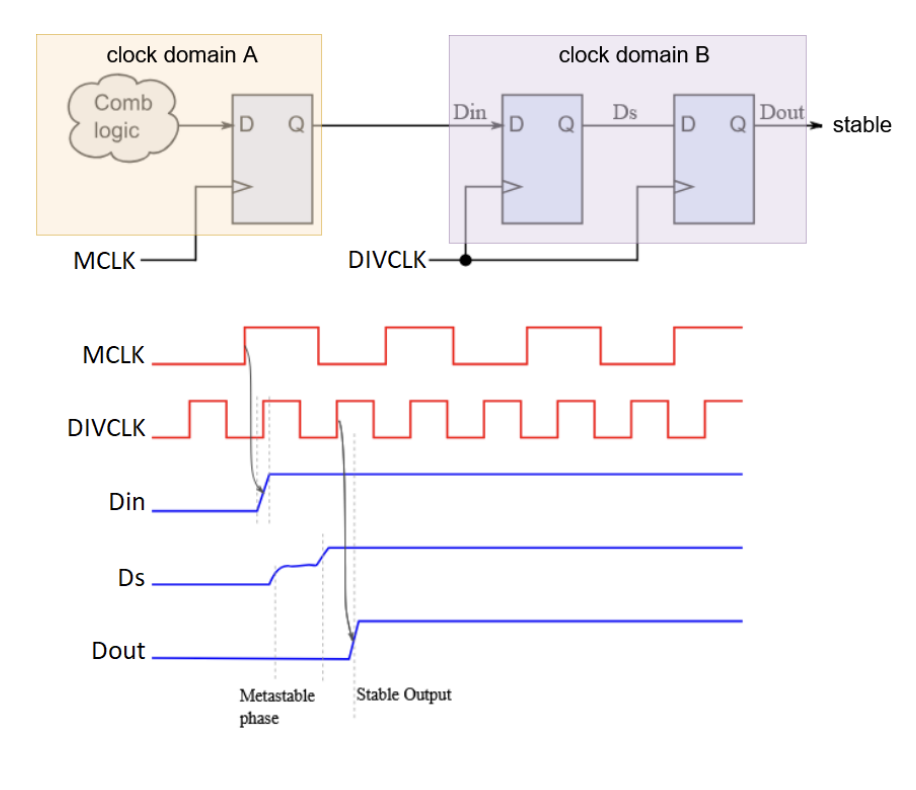 clock domain A
clock domain B
Comb
logic
D
Q
Din
D
Q
Ds
D
Q
Dout
stable
MCLK
DIVCLK
MCLK
DIVCLK
Din
Ds
Dout
Metastable
phase
Stable Output